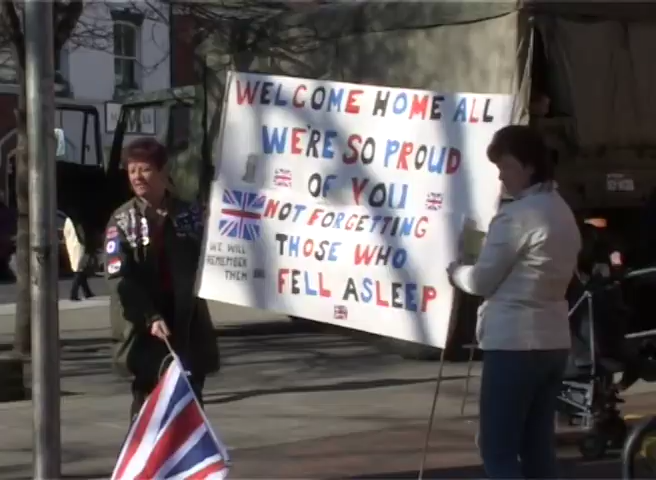 WELCOME HOME ALL
WE'RE SO PROUD
OF YOU
NOT FORGETTING
THOSE WHO
FELL ASLEEP
WE WILL
REMEMBER
THEM